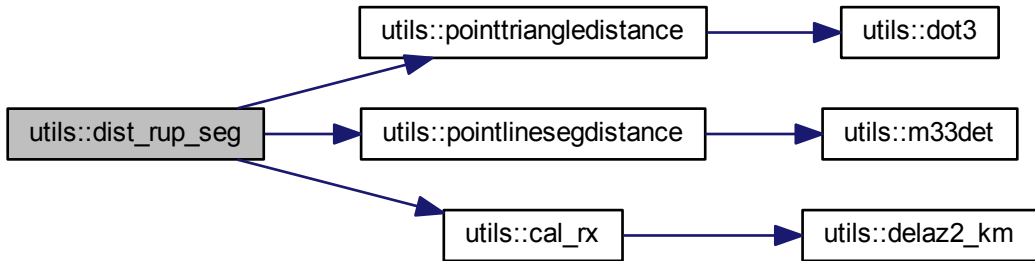 utils::pointtriangledistance
utils::dot3
utils::dist_rup_seg
utils::pointlinesegdistance
utils::m33det
utils::cal_rx
utils::delaz2_km